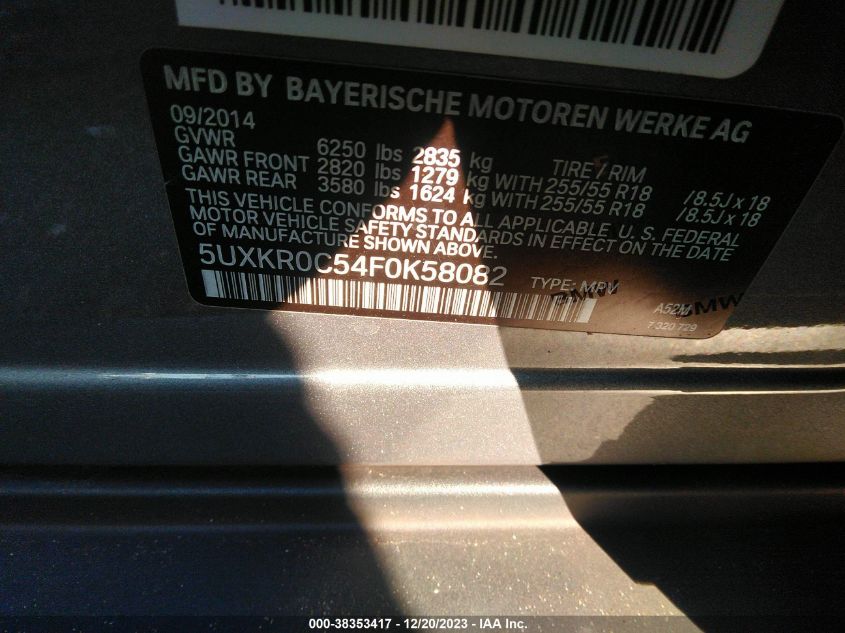 MFD BY BAYERISCHE MOTOREN WERKE AG
09/2014
GVWR 6250 lbs 2835 kg TIRE / RIM
GAWR FRONT 2820 lbs 1279 kg WITH 255/55 R18 /8.5J x 18
GAWR REAR 3580 lbs 1624 kg WITH 255/55 R18 /8.5J x 18
THIS VEHICLE CONFORMS TO ALL APPLICABLE U. S. FEDERAL
MOTOR VEHICLE SAFETY STANDARDS IN EFFECT ON THE DATE
OF MANUFACTURE SHOWN ABOVE.
5UXKR0C54F0K58082 TYPE: MPV
BMW A52M BMW
7 320 729
000-38353417 - 12/20/2023 - IAA Inc.